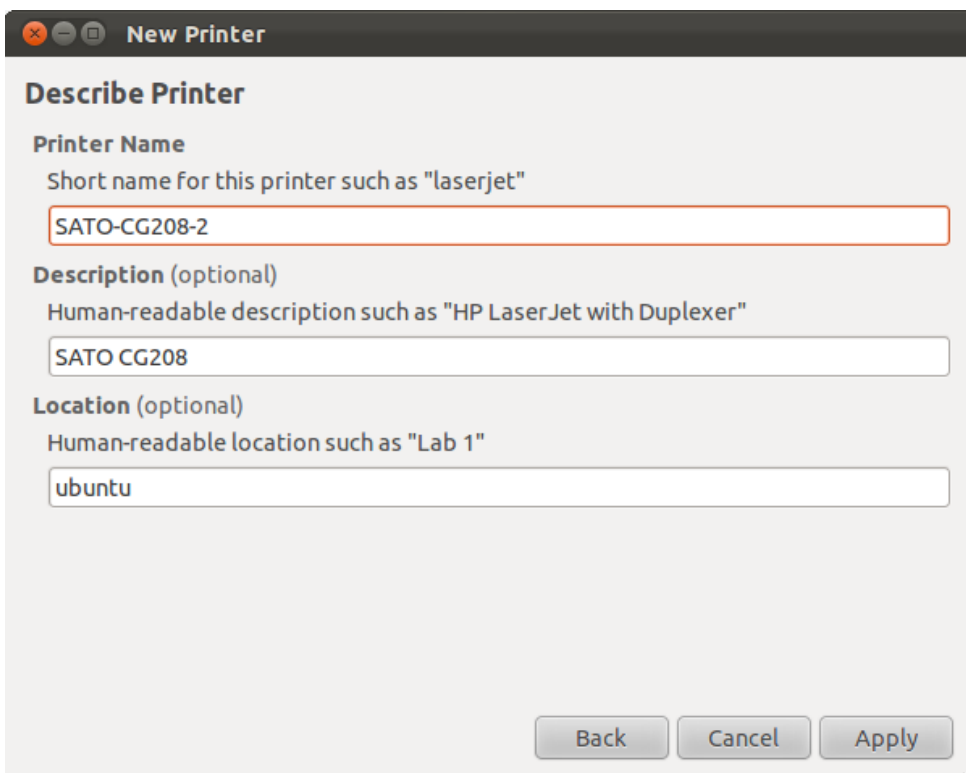 New Printer
Describe Printer
Printer Name
Short name for this printer such as "laserjet"
SATO-CG208-2
Description (optional)
Human-readable description such as "HP LaserJet with Duplexer"
SATO CG208
Location (optional)
Human-readable location such as "Lab 1"
ubuntu
Back Cancel Apply